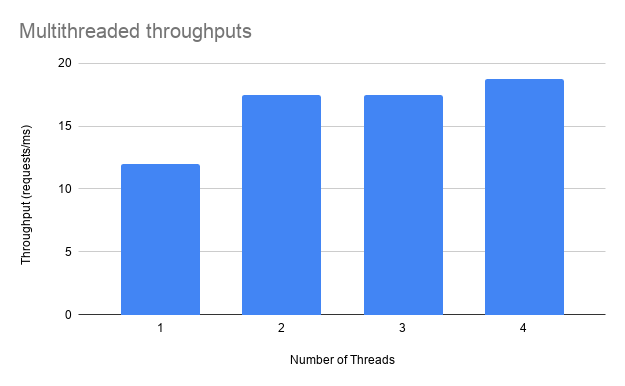 Multithreaded throughputs
Throughput (requests/ms)
20
15
10
5
0
1 2 3 4
Number of Threads